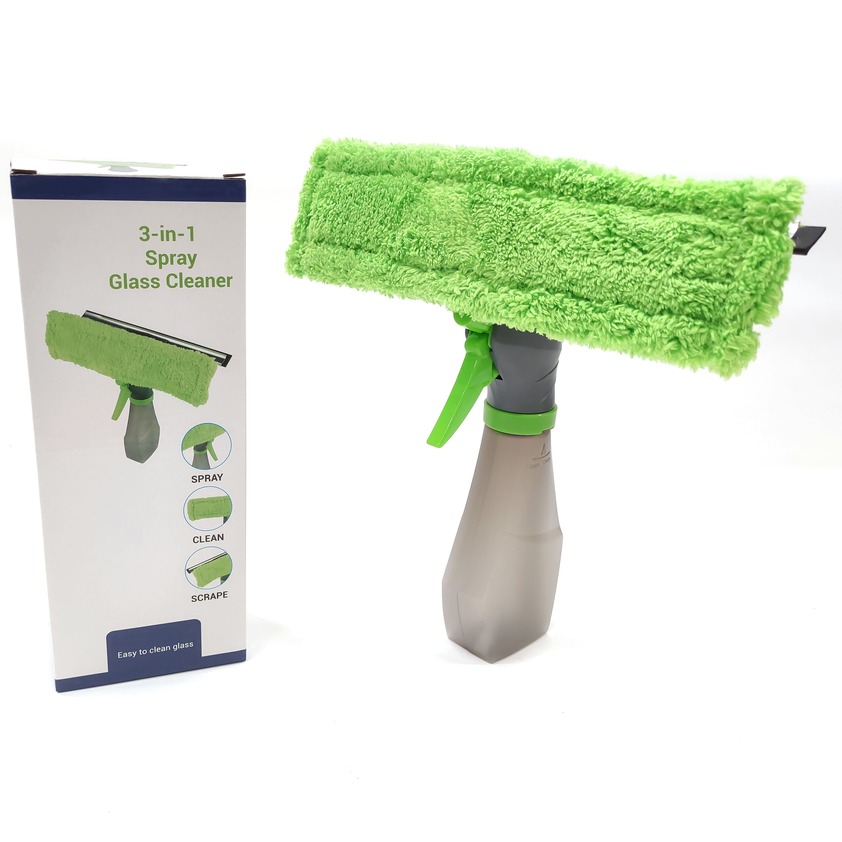 3-in-1
Spray
Glass Cleaner
SPRAY
CLEAN
SCRAPE
Easy to clean glass